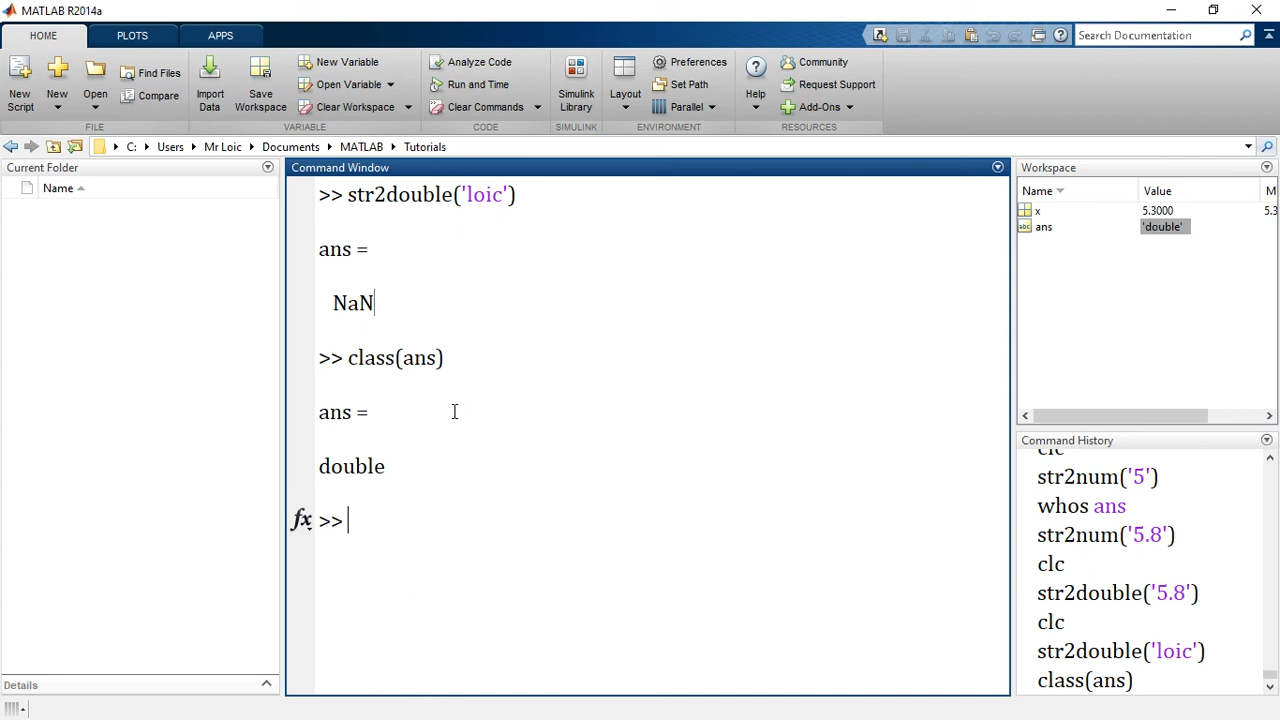 MATLAB R2014a
HOME PLOTS APPS
Search Documentation
New Script
New
Open
Find Files
Compare
Import Data
Save Workspace
New Variable
Open Variable
Clear Workspace
Analyze Code
Run and Time
Clear Commands
Simulink Library
Layout
Preferences
Set Path
Parallel
Help
Community
Request Support
Add-Ons
FILE VARIABLE CODE SIMULINK ENVIRONMENT RESOURCES
C: Users Mr Loic Documents MATLAB Tutorials
Current Folder
Name
Details
Command Window
>> str2double('loic')
ans =
NaN
>> class(ans)
ans =
double
fx >>
Workspace
Name Value M
x 5.3000 5.3
abc ans 'double'
Command History
clc
str2num('5')
whos ans
str2num('5.8')
clc
str2double('5.8')
clc
str2double('loic')
class(ans)